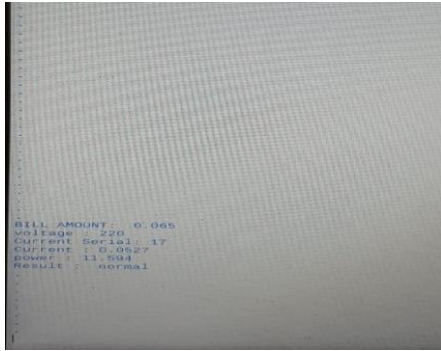 BILL AMOUNT: 0.065
voltage : 220
Current Serial: 17
Current : 0.0527
power : 11.594
Result : normal